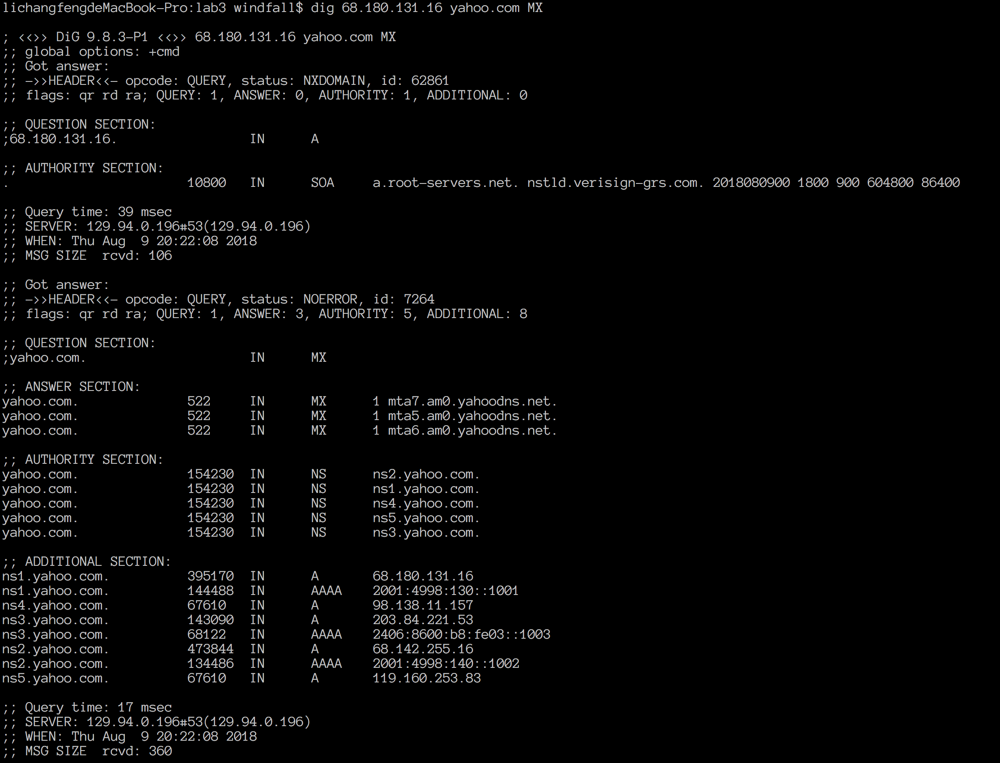 lichangfengdeMacBook-Pro:lab3 windfall$ dig 68.180.131.16 yahoo.com MX

; <<>> DiG 9.8.3-P1 <<>> 68.180.131.16 yahoo.com MX
;; global options: +cmd
;; Got answer:
;; ->>HEADER<<- opcode: QUERY, status: NXDOMAIN, id: 62861
;; flags: qr rd ra; QUERY: 1, ANSWER: 0, AUTHORITY: 1, ADDITIONAL: 0

;; QUESTION SECTION:
;68.180.131.16. IN A

;; AUTHORITY SECTION:
. 10800 IN SOA a.root-servers.net. nstld.verisign-grs.com. 2018080900 1800 900 604800 86400

;; Query time: 39 msec
;; SERVER: 129.94.0.196#53(129.94.0.196)
;; WHEN: Thu Aug  9 20:22:08 2018
;; MSG SIZE  rcvd: 106

;; Got answer:
;; ->>HEADER<<- opcode: QUERY, status: NOERROR, id: 7264
;; flags: qr rd ra; QUERY: 1, ANSWER: 3, AUTHORITY: 5, ADDITIONAL: 8

;; QUESTION SECTION:
;yahoo.com. IN MX

;; ANSWER SECTION:
yahoo.com. 522 IN MX 1 mta7.am0.yahoodns.net.
yahoo.com. 522 IN MX 1 mta5.am0.yahoodns.net.
yahoo.com. 522 IN MX 1 mta6.am0.yahoodns.net.

;; AUTHORITY SECTION:
yahoo.com. 154230 IN NS ns2.yahoo.com.
yahoo.com. 154230 IN NS ns1.yahoo.com.
yahoo.com. 154230 IN NS ns4.yahoo.com.
yahoo.com. 154230 IN NS ns5.yahoo.com.
yahoo.com. 154230 IN NS ns3.yahoo.com.

;; ADDITIONAL SECTION:
ns1.yahoo.com. 395170 IN A 68.180.131.16
ns1.yahoo.com. 144488 IN AAAA 2001:4998:130::1001
ns4.yahoo.com. 67610 IN A 98.138.11.157
ns3.yahoo.com. 143090 IN A 203.84.221.53
ns3.yahoo.com. 68122 IN AAAA 2406:8600:b8:fe03::1003
ns2.yahoo.com. 473844 IN A 68.142.255.16
ns2.yahoo.com. 134486 IN AAAA 2001:4998:140::1002
ns5.yahoo.com. 67610 IN A 119.160.253.83

;; Query time: 17 msec
;; SERVER: 129.94.0.196#53(129.94.0.196)
;; WHEN: Thu Aug  9 20:22:08 2018
;; MSG SIZE  rcvd: 360